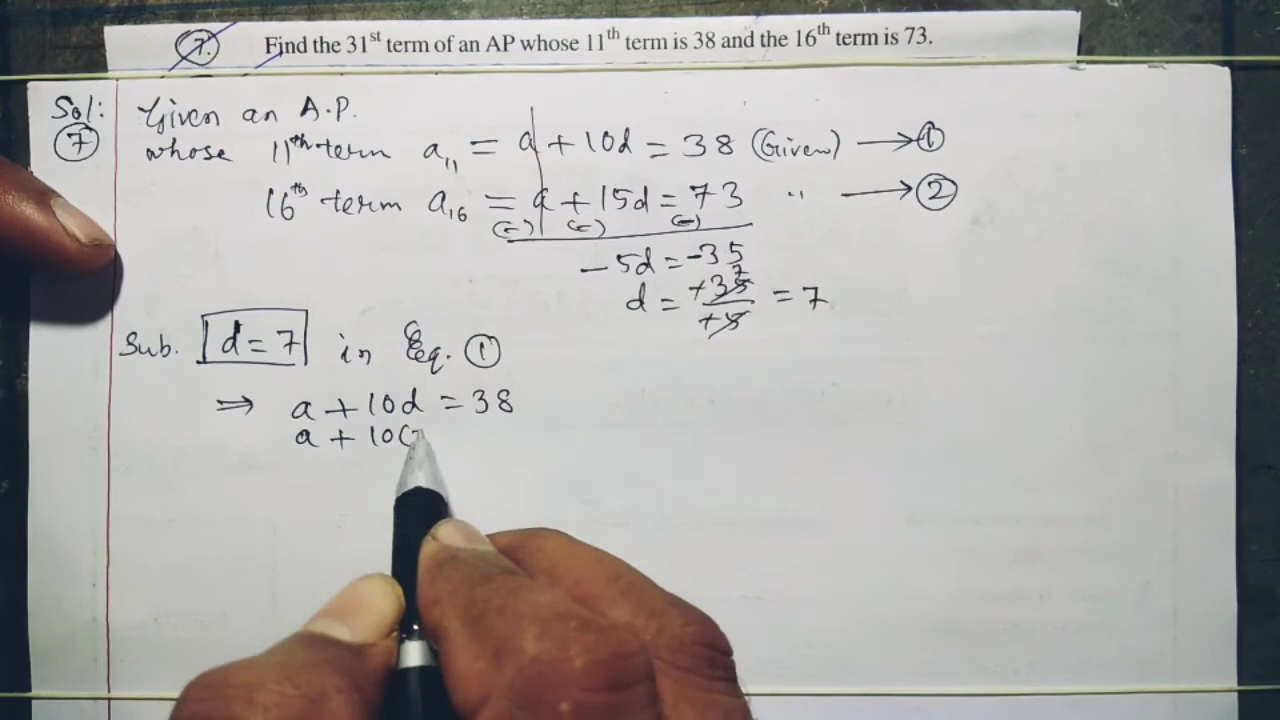 7. Find the 31st term of an AP whose 11th term is 38 and the 16th term is 73.
Sol: Given an A.P.
7 whose 11th term a11 = a + 10d = 38 (Given) → 1
16th term a16 = a + 15d = 73 " → 2
(-) (-) (-)
- 5d = -35
d = +35/+5 = 7
7
Sub. d = 7 in Eq. 1
⇒ a + 10d = 38
a + 10(